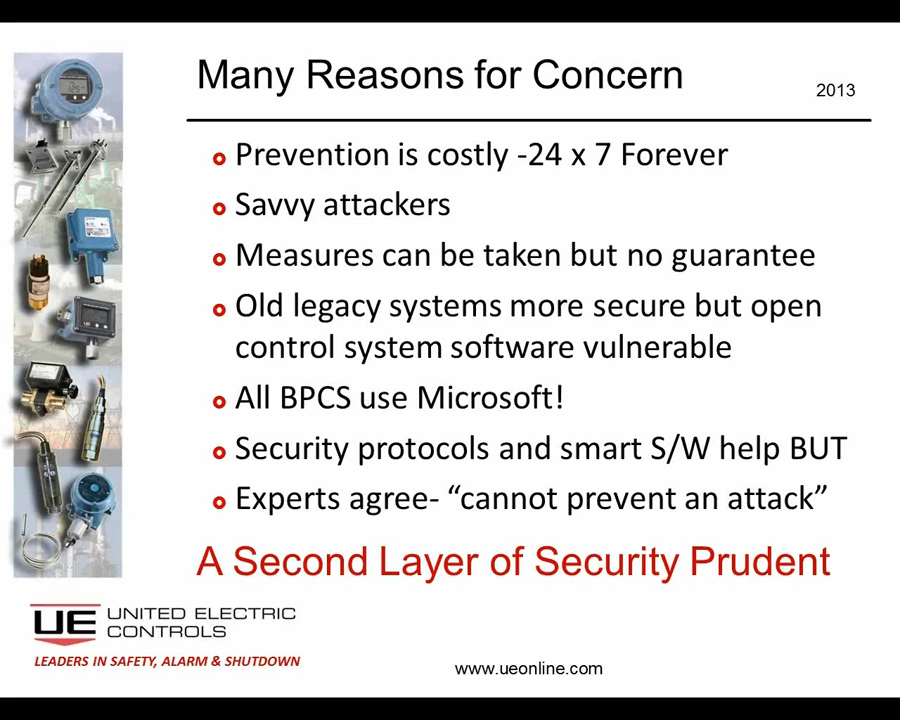 Many Reasons for Concern
2013
Prevention is costly -24 x 7 Forever
Savvy attackers
Measures can be taken but no guarantee
Old legacy systems more secure but open
control system software vulnerable
All BPCS use Microsoft!
Security protocols and smart S/W help BUT
Experts agree- “cannot prevent an attack”
A Second Layer of Security Prudent
UE UNITED ELECTRIC
CONTROLS
LEADERS IN SAFETY, ALARM & SHUTDOWN
www.ueonline.com